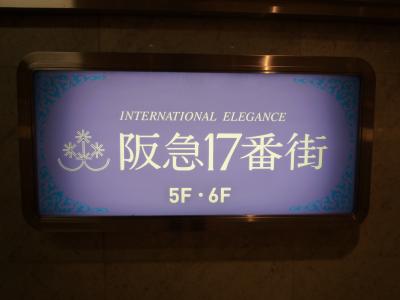 INTERNATIONAL ELEGANCE
阪急17番街
5F・6F